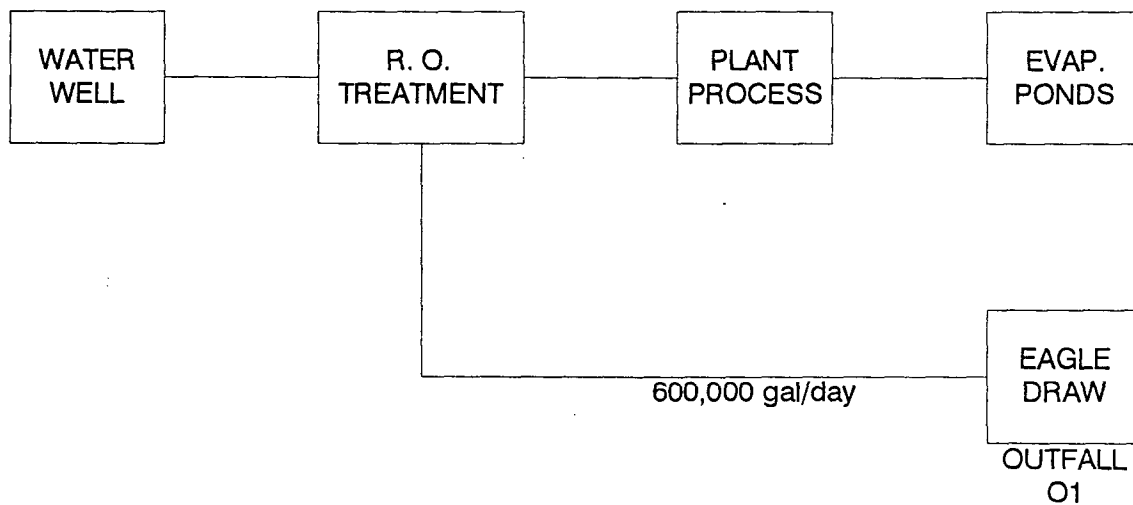 WATER
WELL
R. O.
TREATMENT
PLANT
PROCESS
EVAP.
PONDS
600,000 gal/day
EAGLE
DRAW
OUTFALL
O1